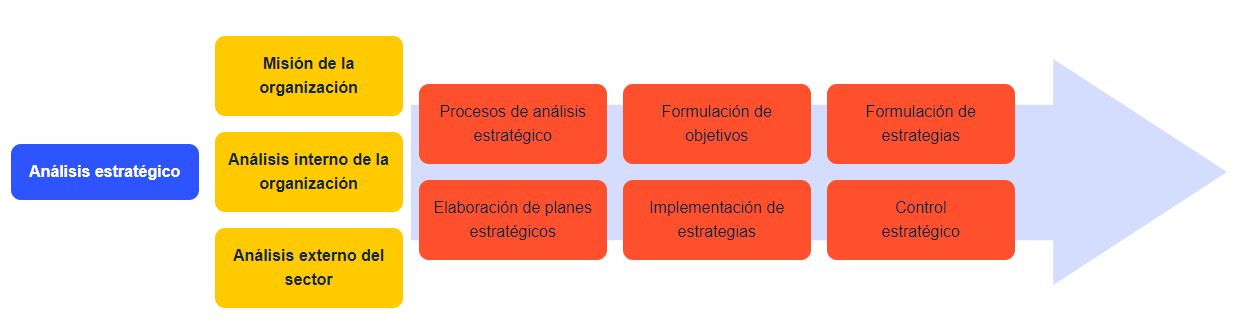 Análisis estratégico
Misión de la
organización
Análisis interno de la
organización
Análisis externo del
sector
Procesos de análisis
estratégico
Formulación de
objetivos
Formulación de
estrategias
Elaboración de planes
estratégicos
Implementación de
estrategias
Control
estratégico